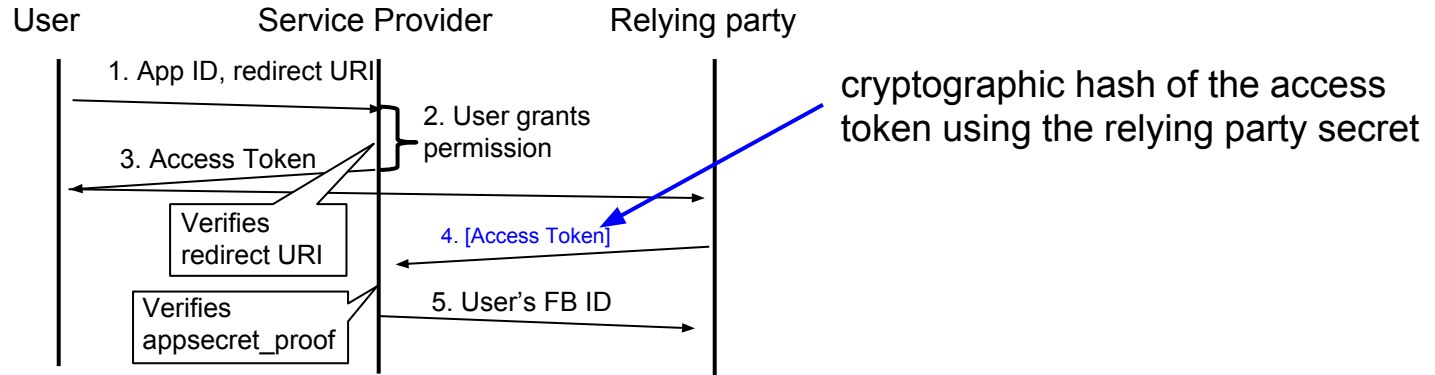 User
Service Provider
Relying party
1. App ID, redirect URI
cryptographic hash of the access
token using the relying party secret
2. User grants
permission
3. Access Token
Verifies
redirect URI
4. [Access Token]
Verifies
appsecret_proof
5. User's FB ID